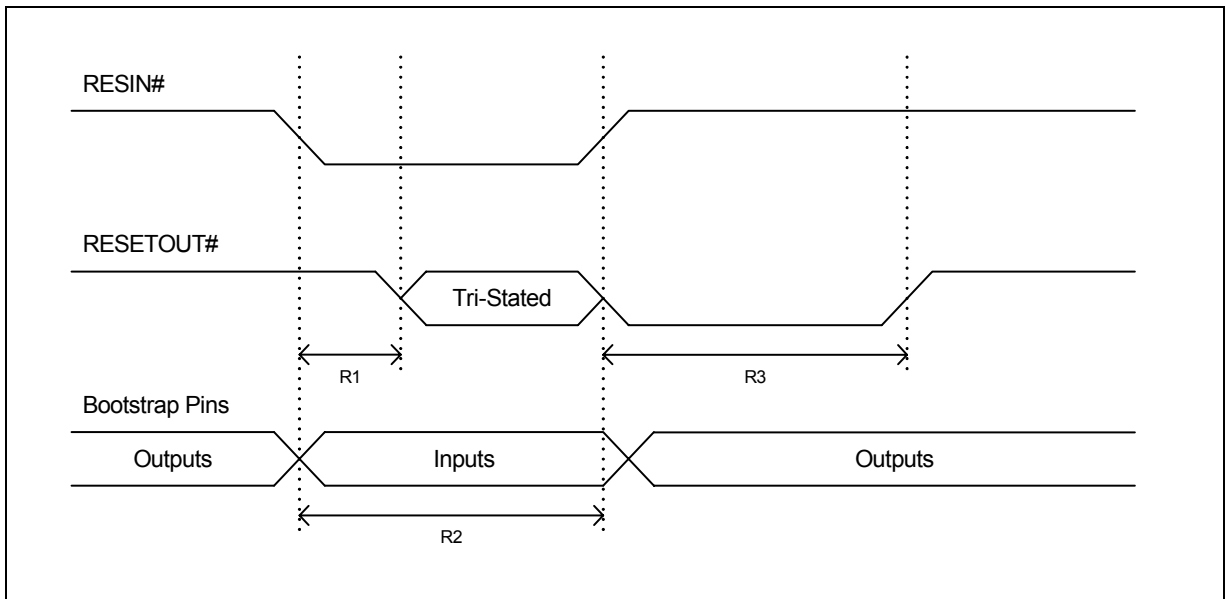 RESIN#
RESETOUT#
Tri-Stated
R1
R3
Bootstrap Pins
Outputs
Inputs
Outputs
R2